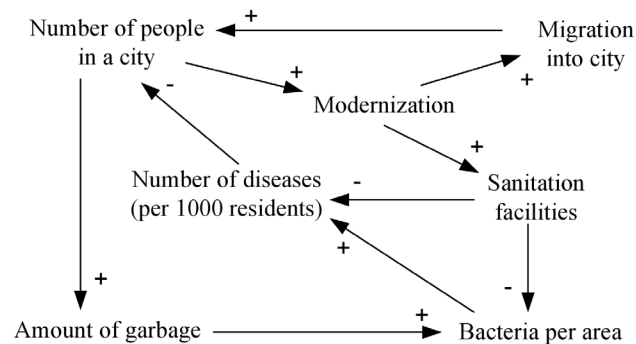 +
Number of people
in a city
Migration
into city
+
-
+
Modernization
+
Number of diseases
(per 1000 residents)
-
Sanitation
facilities
+
+
-
Amount of garbage
+
Bacteria per area